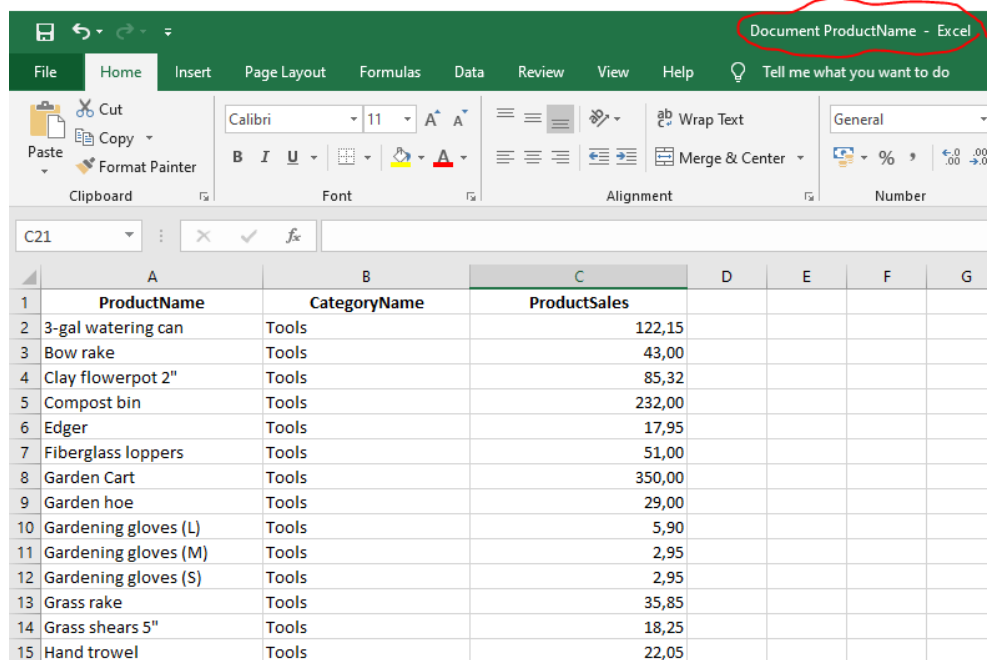 Document ProductName - Excel
File Home Insert Page Layout Formulas Data Review View Help Tell me what you want to do
Cut
Calibri 11 A A Wrap Text General
Copy
Paste
Format Painter B I U A Merge & Center % , .0 .00 .00 .0
Clipboard Font Alignment Number
C21 fx
A B C D E F G
1 ProductName CategoryName ProductSales
2 3-gal watering can Tools 122,15
3 Bow rake Tools 43,00
4 Clay flowerpot 2" Tools 85,32
5 Compost bin Tools 232,00
6 Edger Tools 17,95
7 Fiberglass loppers Tools 51,00
8 Garden Cart Tools 350,00
9 Garden hoe Tools 29,00
10 Gardening gloves (L) Tools 5,90
11 Gardening gloves (M) Tools 2,95
12 Gardening gloves (S) Tools 2,95
13 Grass rake Tools 35,85
14 Grass shears 5" Tools 18,25
15 Hand trowel Tools 22,05